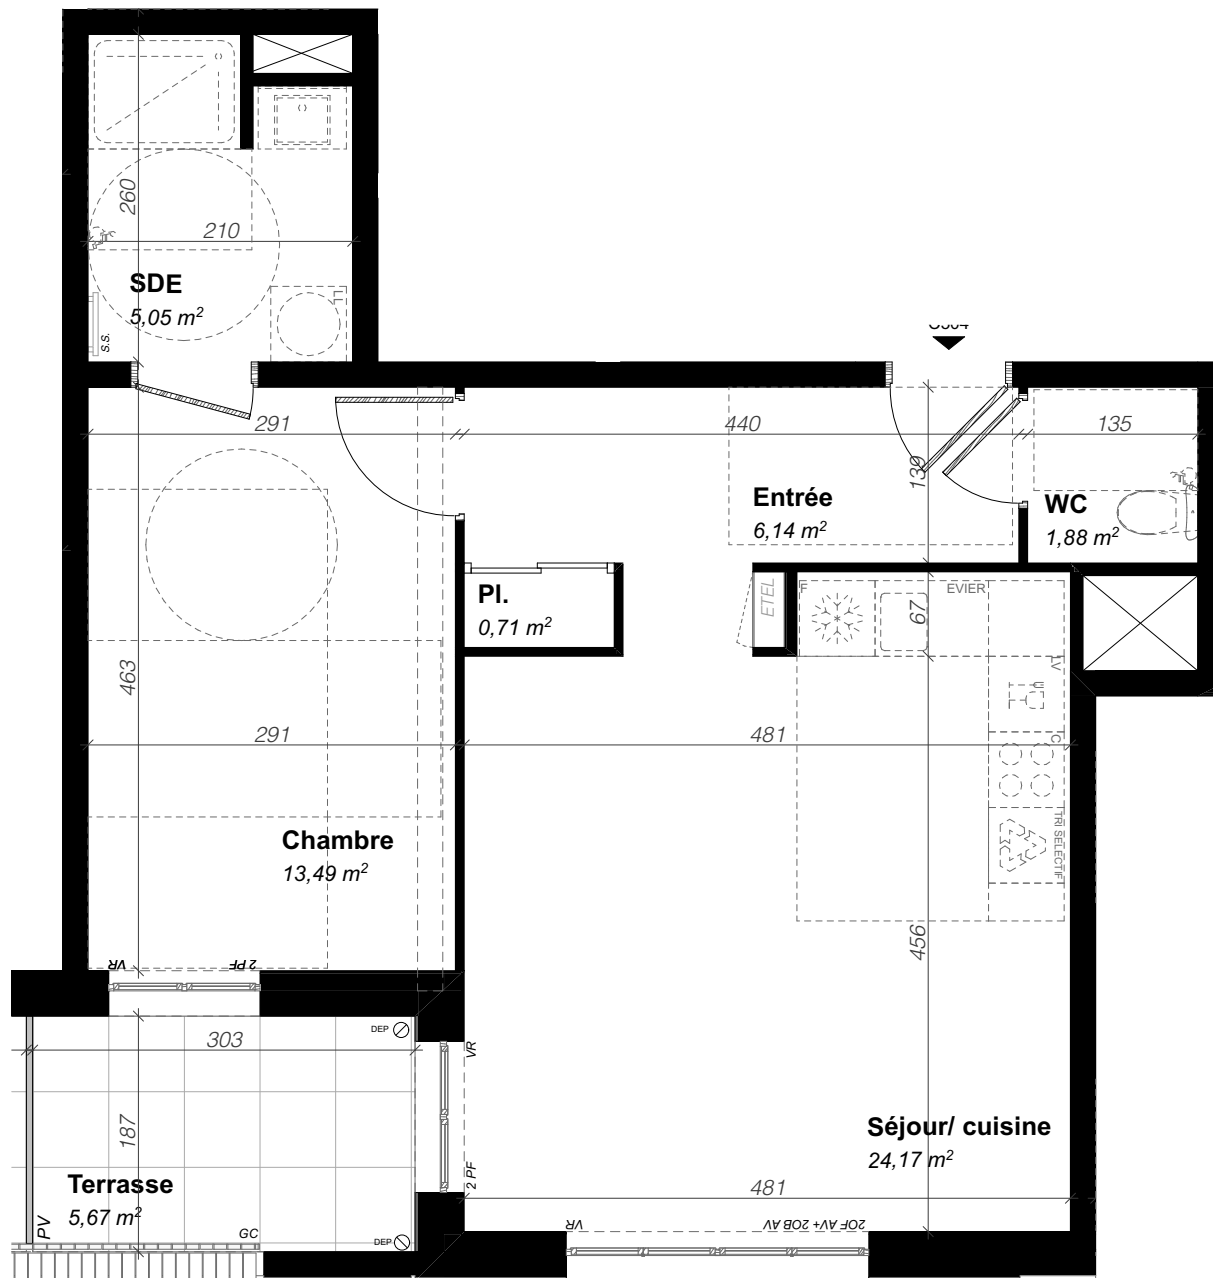 260
210
SDE
5,05 m²
s.s.
LL
291
440
135
139
Entrée
6,14 m²
WC
1,88 m²
Pl.
0,71 m²
ETEL
F
EVIER
67
LV
C
TRI SELECTIF
463
291
481
Chambre
13,49 m²
456
VR
2 PF
DEP
303
VR
187
Séjour/ cuisine
24,17 m²
Terrasse
5,67 m²
2 PF
481
PV
GC
DEP
VR
2OF AV+ 2OB AV